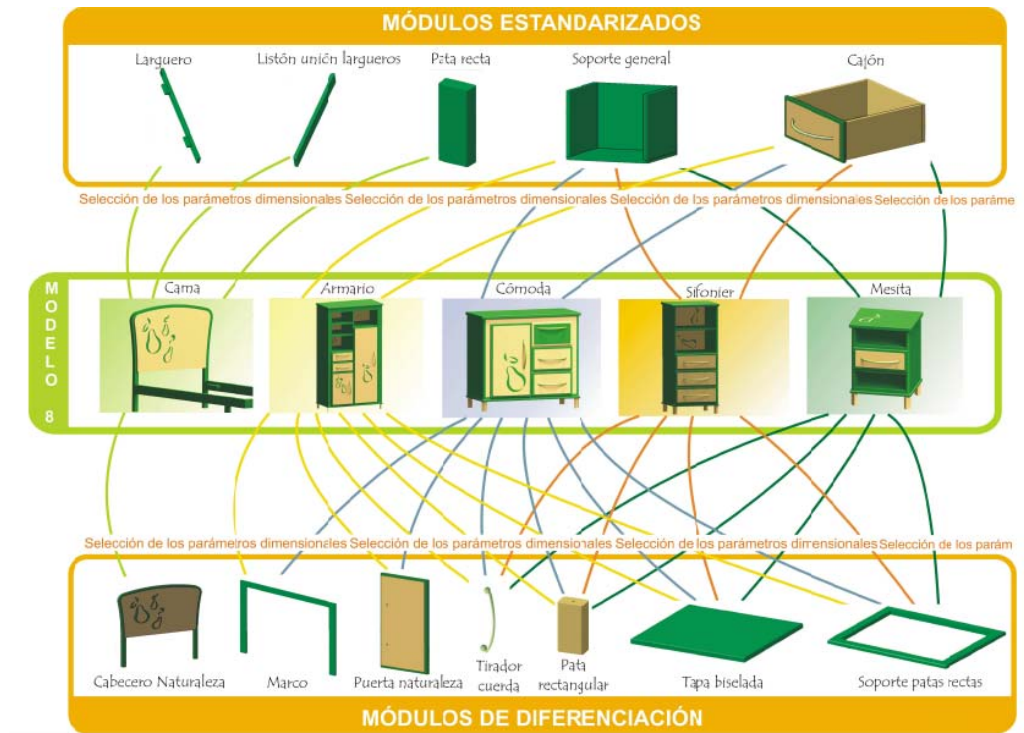 MÓDULOS ESTANDARIZADOS
Larguero
Listón unión largueros
Pata recta
Soporte general
Cajón
Selección de los parámetros dimensionales Selección de los parámetros dimensionales Selección de los parámetros dimensionales Selección de los paráme
MODELO 8
Cama
Armario
Cómoda
Sifonier
Mesita
Selección de los parámetros dimensionales Selección de los parámetros dimensionales Selección de los parámetros dimensionales Selección de los parám
Cabecero Naturaleza
Marco
Puerta naturaleza
Tirador
cuerda
Pata
rectangular
Tapa biselada
Soporte patas rectas
MÓDULOS DE DIFERENCIACIÓN